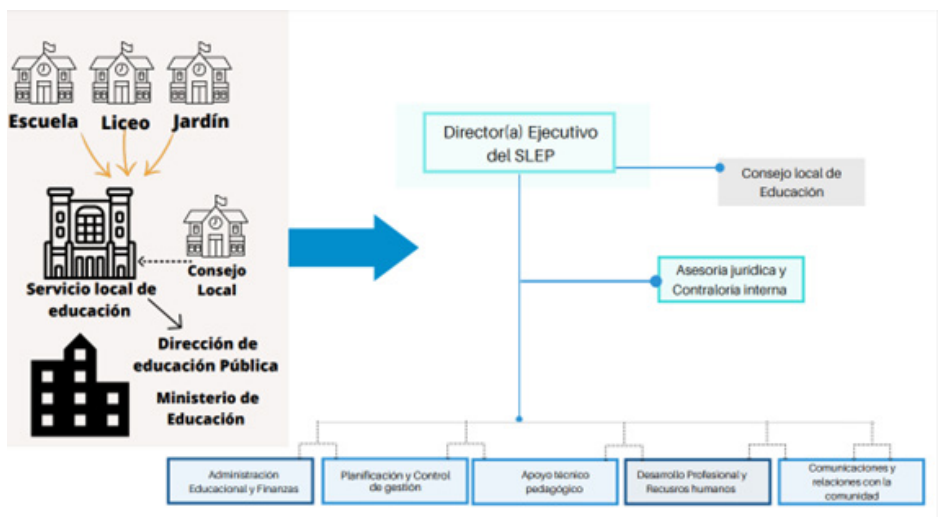 Escuela
Liceo
Jardín
Servicio local de
educación
Consejo
Local
Dirección de
educación Pública
Ministerio de
Educación
Director(a) Ejecutivo
del SLEP
Consejo local de
Educación
Asesoria jurídica y
Contraloría interna
Administración
Educacional y Finanzas
Planificación y Control
de gestión
Apoyo técnico
pedagógico
Desarrollo Profesional y
Recusros humanos
Comunicaciones y
relaciones con la
comunidad